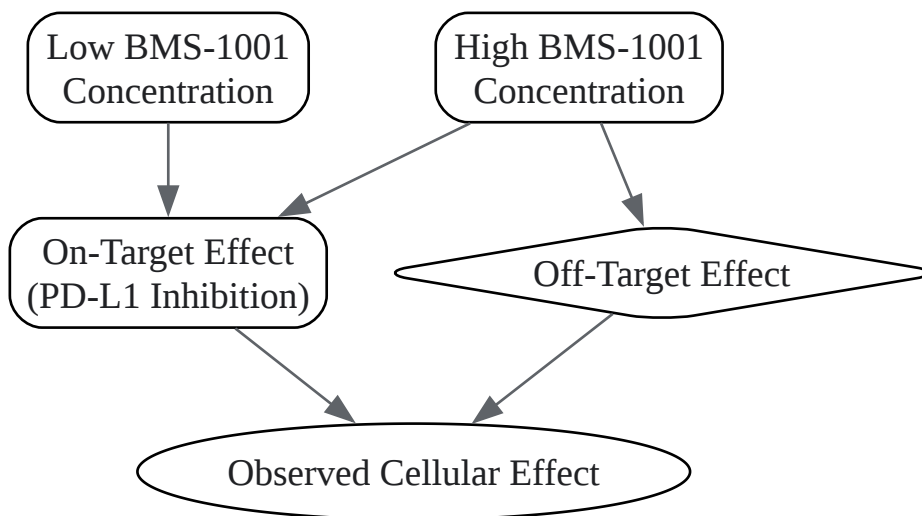 Low BMS-1001
Concentration
High BMS-1001
Concentration
On-Target Effect
(PD-L1 Inhibition)
Off-Target Effect
Observed Cellular Effect